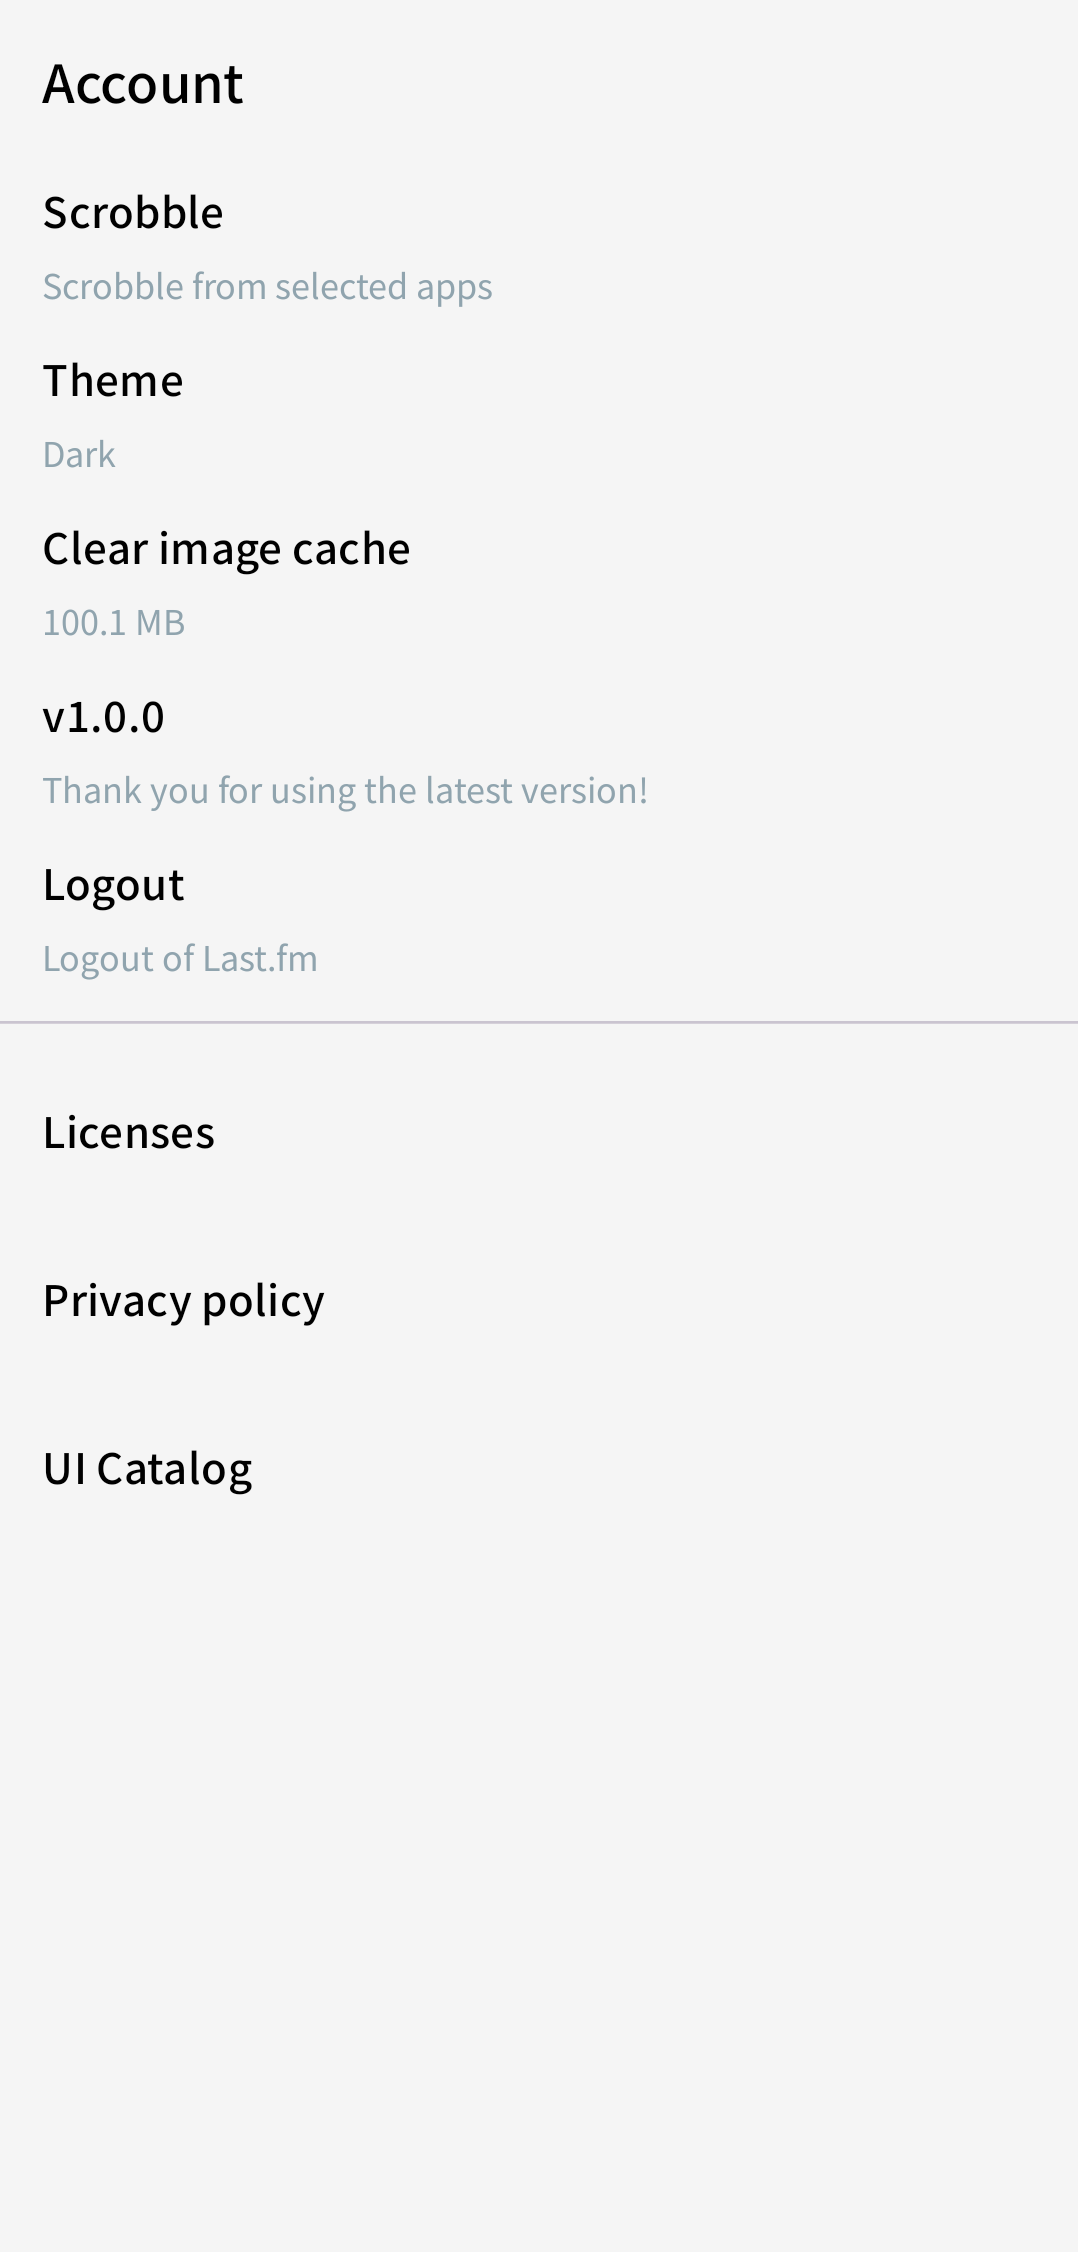 Account
Scrobble
Scrobble from selected apps
Theme
Dark
Clear image cache
100.1 MB
v1.0.0
Thank you for using the latest version!
Logout
Logout of Last.fm
Licenses
Privacy policy
UI Catalog